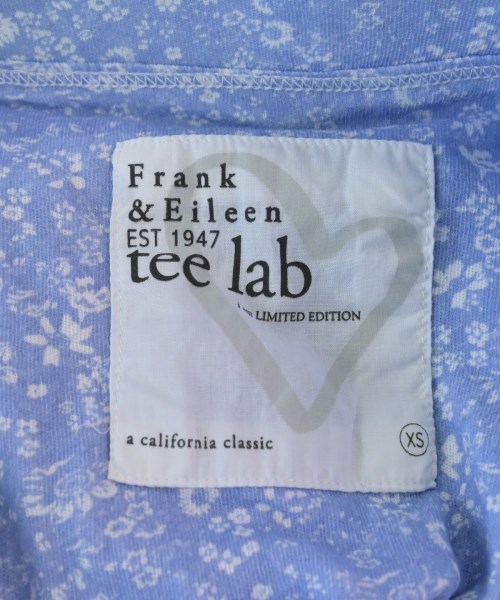 Frank
& Eileen
EST 1947
tee lab
LIMITED EDITION
a california classic
XS